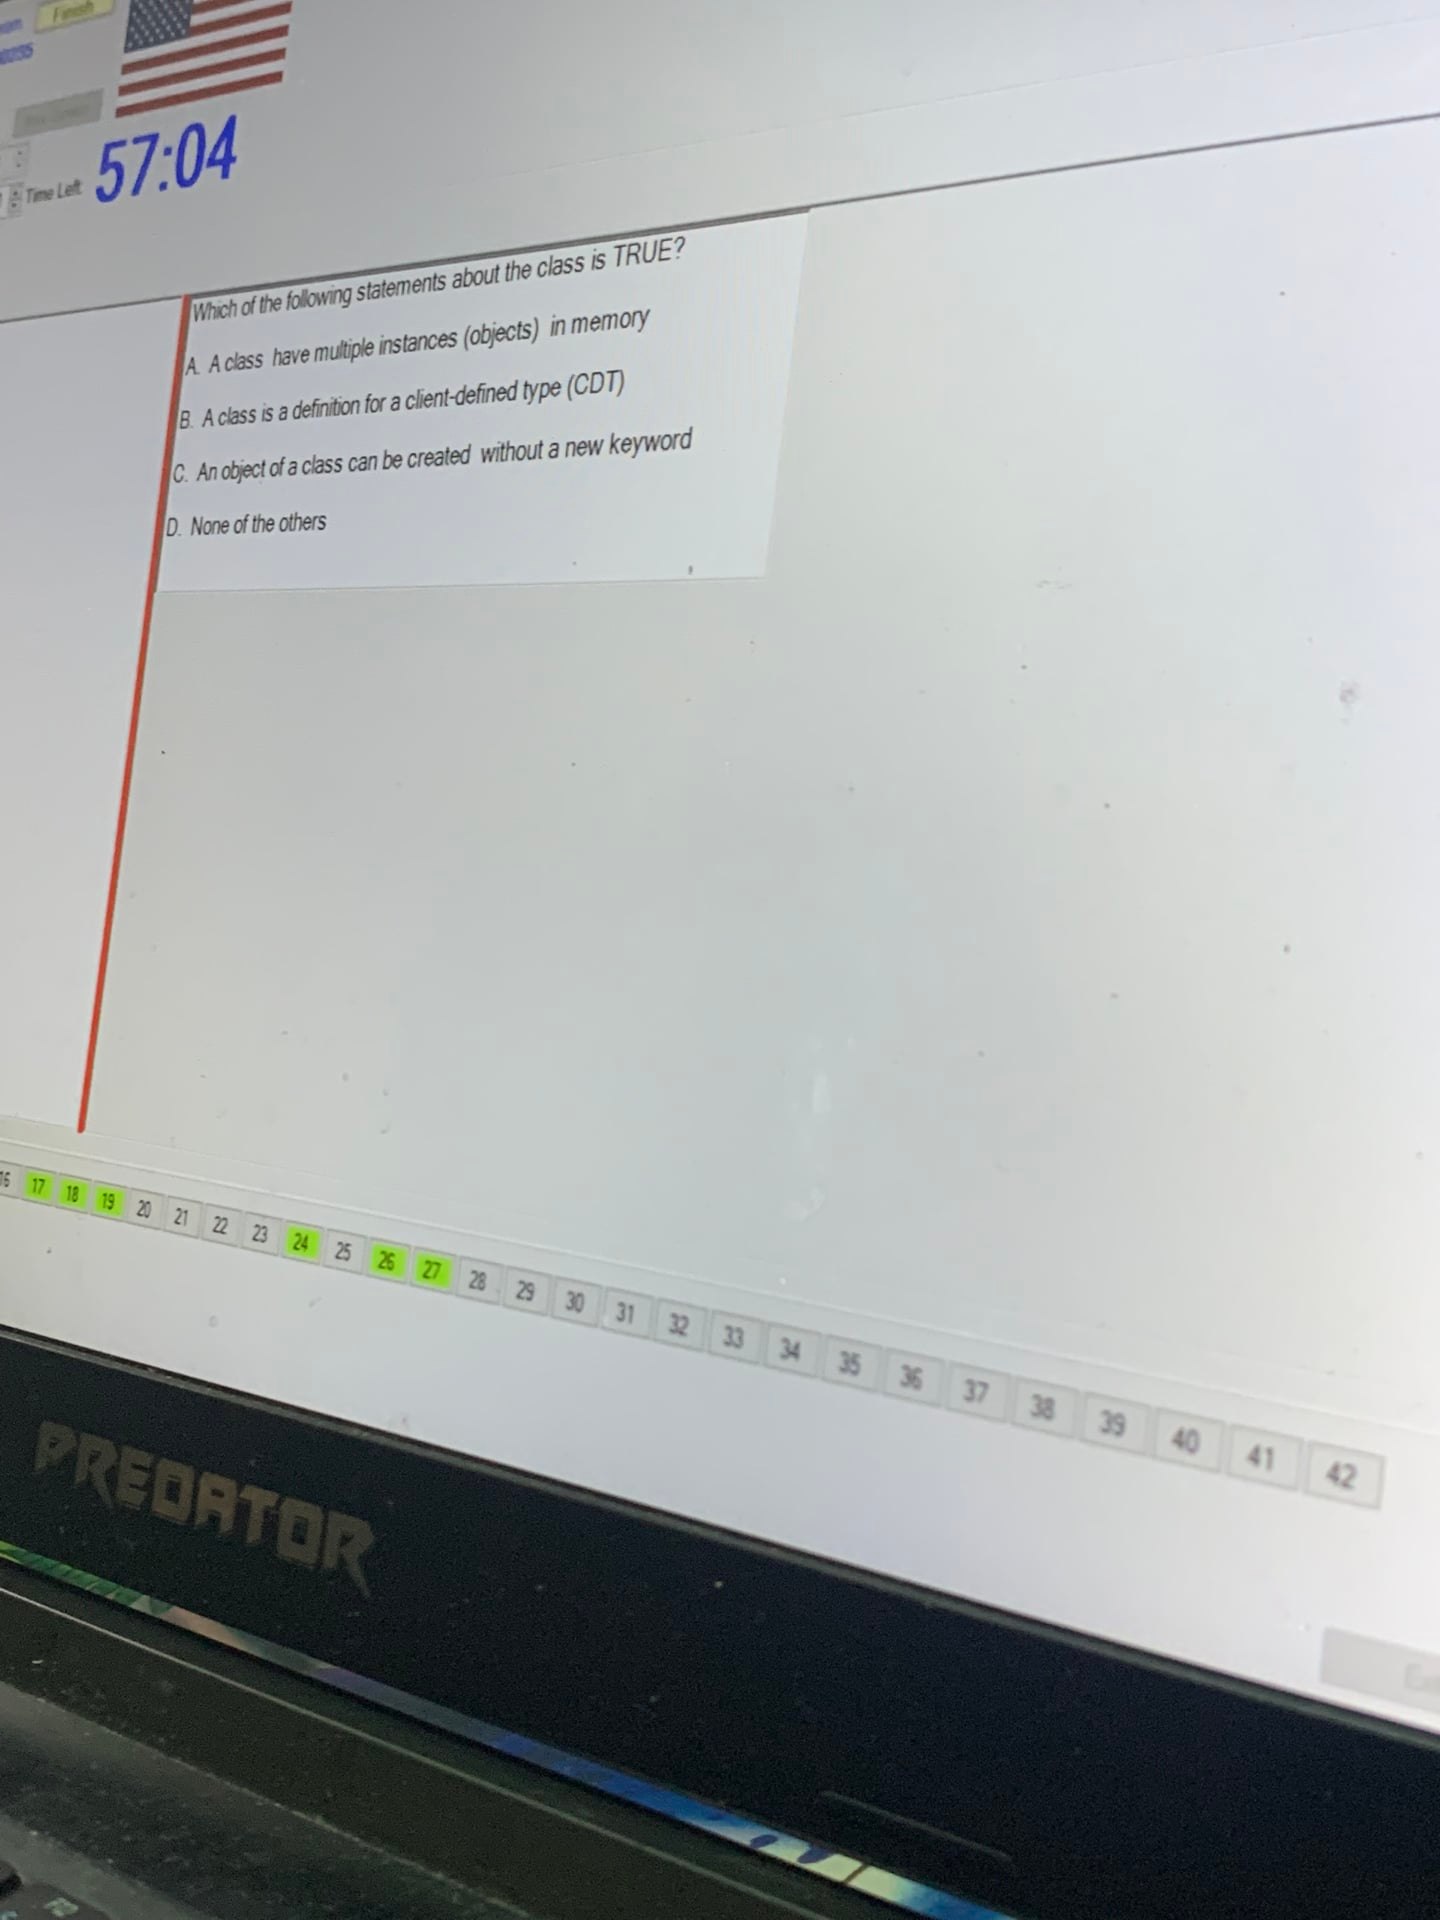 Finish
Time Left 57:04
Which of the following statements about the class is TRUE?
A. A class have multiple instances (objects) in memory
B. A class is a definition for a client-defined type (CDT)
C. An object of a class can be created without a new keyword
D. None of the others
16 17 18 19 20 21 22 23 24 25 26 27 28 29 30 31 32 33 34 35 36 37 38 39 40 41 42
PREDATOR